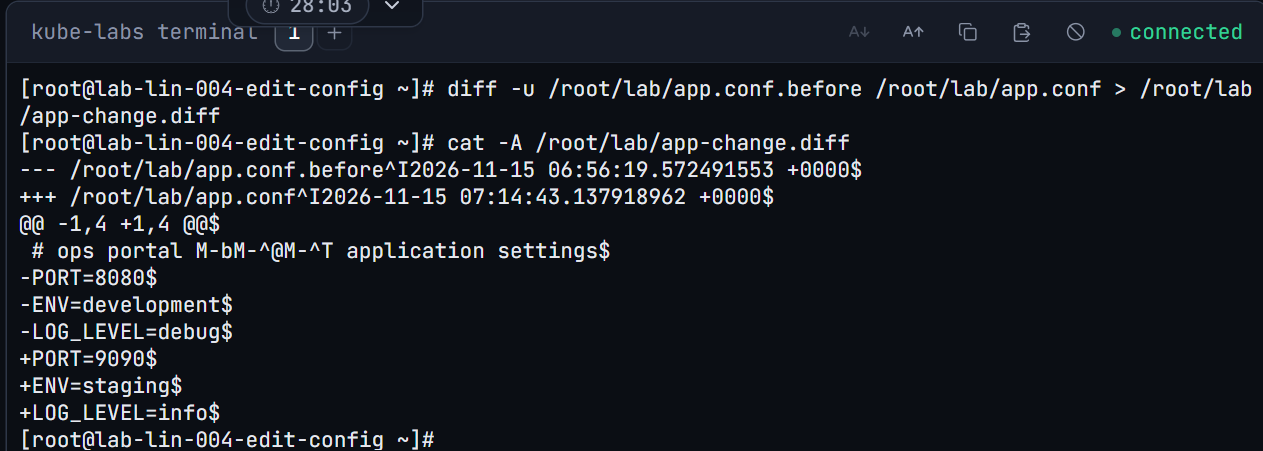 28:03
kube-labs terminal 1 + A↓ A↑ connected
[root@lab-lin-004-edit-config ~]# diff -u /root/lab/app.conf.before /root/lab/app.conf > /root/lab
/app-change.diff
[root@lab-lin-004-edit-config ~]# cat -A /root/lab/app-change.diff
--- /root/lab/app.conf.before^I2026-11-15 06:56:19.572491553 +0000$
+++ /root/lab/app.conf^I2026-11-15 07:14:43.137918962 +0000$
@@ -1,4 +1,4 @@$
 # ops portal M-bM-^@M-^T application settings$
-PORT=8080$
-ENV=development$
-LOG_LEVEL=debug$
+PORT=9090$
+ENV=staging$
+LOG_LEVEL=info$
[root@lab-lin-004-edit-config ~]#